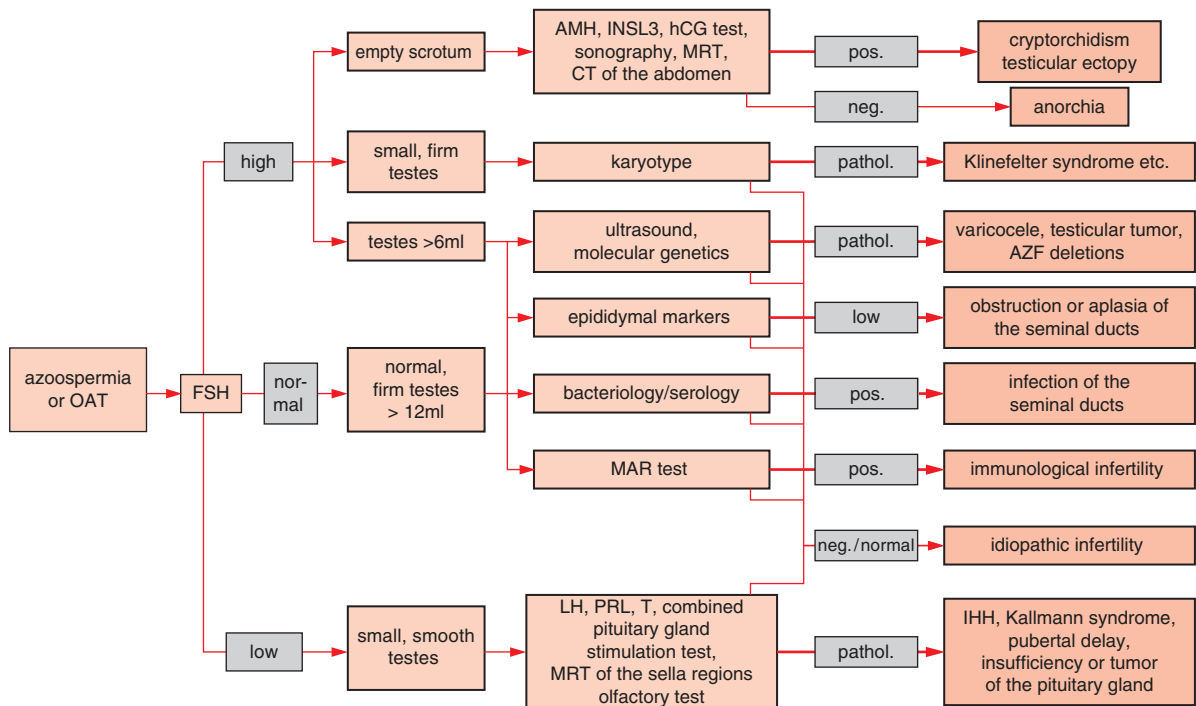 empty scrotum
AMH, INSL3, hCG test,
sonography, MRT,
CT of the abdomen
pos.
cryptorchidism
testicular ectopy
neg.
anorchia
high
small, firm
testes
karyotype
pathol.
Klinefelter syndrome etc.
testes >6ml
ultrasound,
molecular genetics
pathol.
varicocele, testicular tumor,
AZF deletions
epididymal markers
low
obstruction or aplasia of
the seminal ducts
azoospermia
or OAT
FSH
nor-
mal
normal,
firm testes
> 12ml
bacteriology/serology
pos.
infection of the
seminal ducts
MAR test
pos.
immunological infertility
neg./normal
idiopathic infertility
low
small, smooth
testes
LH, PRL, T, combined
pituitary gland
stimulation test,
MRT of the sella regions
olfactory test
pathol.
IHH, Kallmann syndrome,
pubertal delay,
insufficiency or tumor
of the pituitary gland